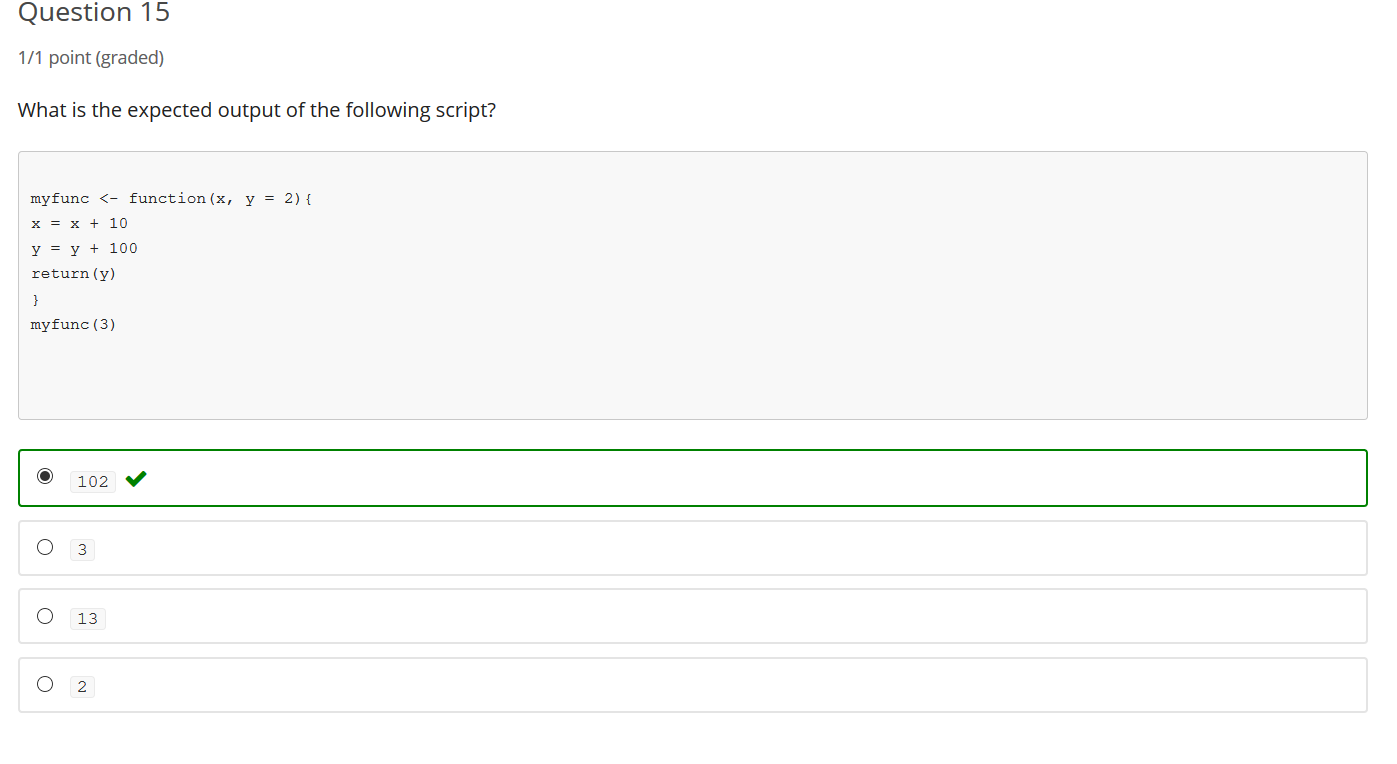 Question 15
1/1 point (graded)
What is the expected output of the following script?
myfunc <- function(x, y = 2){
x = x + 10
y = y + 100
return(y)
}
myfunc(3)
102
3
13
2